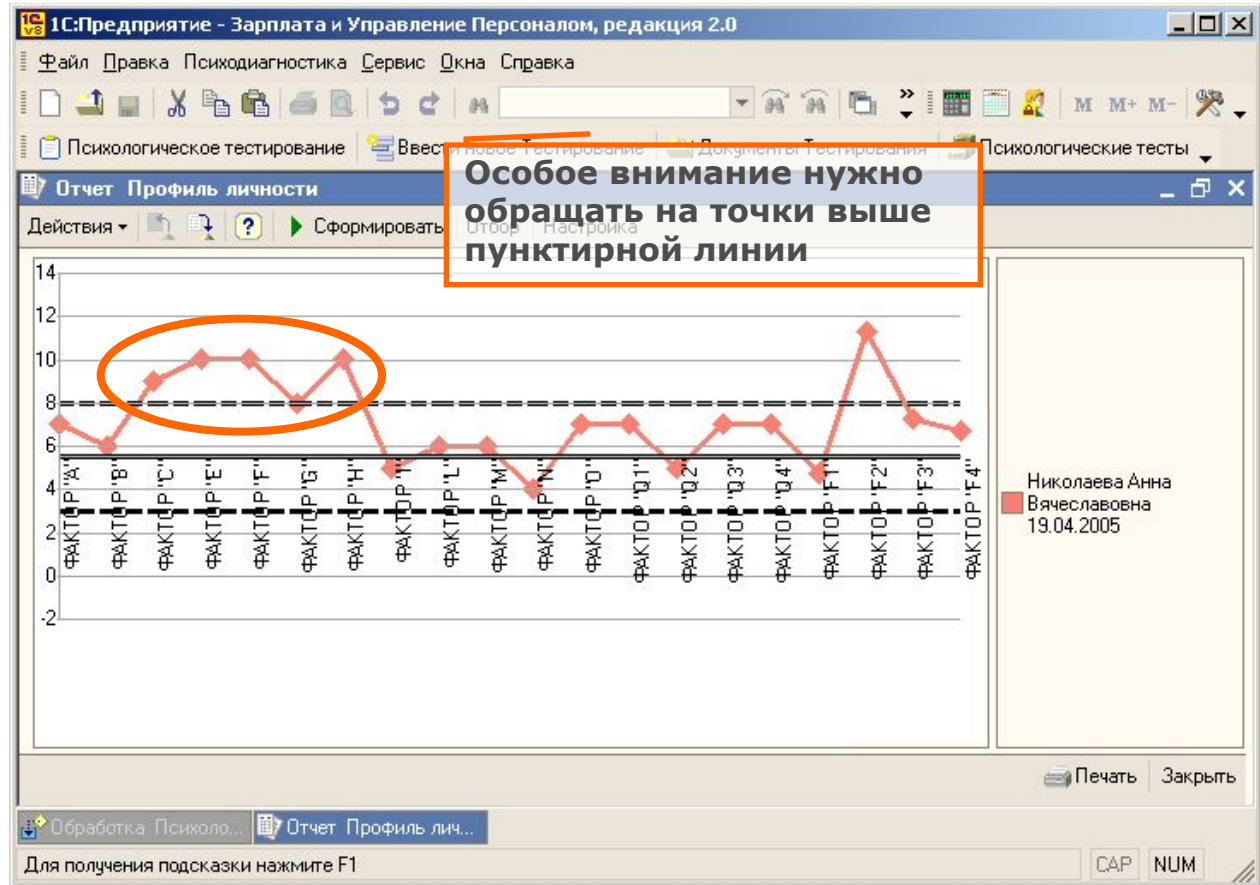 1С:Предприятие - Зарплата и Управление Персоналом, редакция 2.0
Файл Правка Психодиагностика Сервис Окна Справка
М М+ М-
Психологическое тестирование Ввести новое Тестирование Документы Тестирования Психологические тесты
Отчет Профиль личности
Действия Сформировать Отбор Настройка
Особое внимание нужно
обращать на точки выше
пунктирной линии
14
12
10
8
6
4
2
0
-2
ФАКТОР "A"
ФАКТОР "B"
ФАКТОР "C"
ФАКТОР "E"
ФАКТОР "F"
ФАКТОР "G"
ФАКТОР "H"
ФАКТОР "I"
ФАКТОР "L"
ФАКТОР "M"
ФАКТОР "N"
ФАКТОР "O"
ФАКТОР "Q1"
ФАКТОР "Q2
ФАКТОР "Q3"
ФАКТОР "Q4"
ФАКТОР "F1"
ФАКТОР "F2"
ФАКТОР "F3"
ФАКТОР "F4"
Николаева Анна
Вячеславовна
19.04.2005
Печать Закрыть
Обработка Психоло... Отчет Профиль лич...
Для получения подсказки нажмите F1 CAP NUM